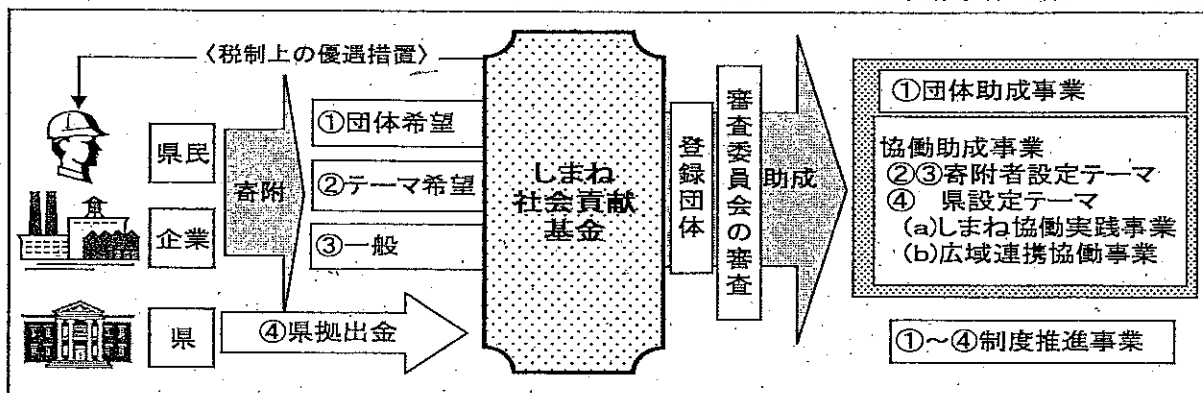 〈税制上の優遇措置〉
県民
企業
県
寄附
①団体希望
②テーマ希望
③一般
④県拠出金
しまね
社会貢献
基金
登録団体
審査委員会の審査
助成
①団体助成事業
協働助成事業
②③寄附者設定テーマ
④ 県設定テーマ
(a)しまね協働実践事業
(b)広域連携協働事業
①～④制度推進事業